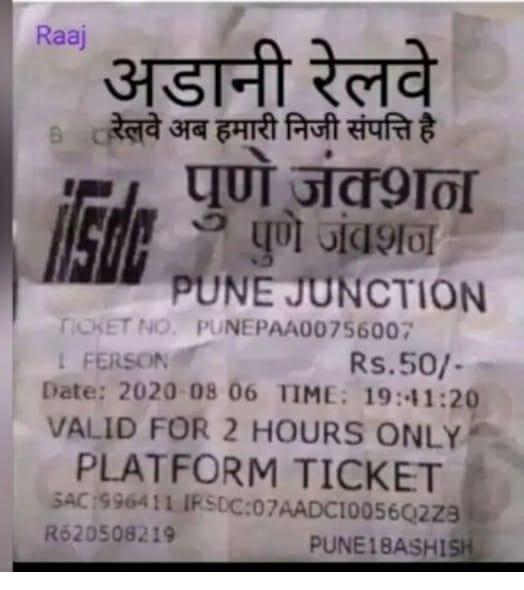 Raaj
अडानी रेलवे
रेलवे अब हमारी निजी संपत्ति है
irsdc
पुणे जंक्शन
पुणे जंक्शन
PUNE JUNCTION
TICKET NO. PUNEPAA00756007
1 PERSON Rs.50/-
Date: 2020-08-06 TIME: 19:41:20
VALID FOR 2 HOURS ONLY
PLATFORM TICKET
SAC:996411 IRSDC:07AADCI0056Q2ZB
R620508219 PUNE18ASHISH